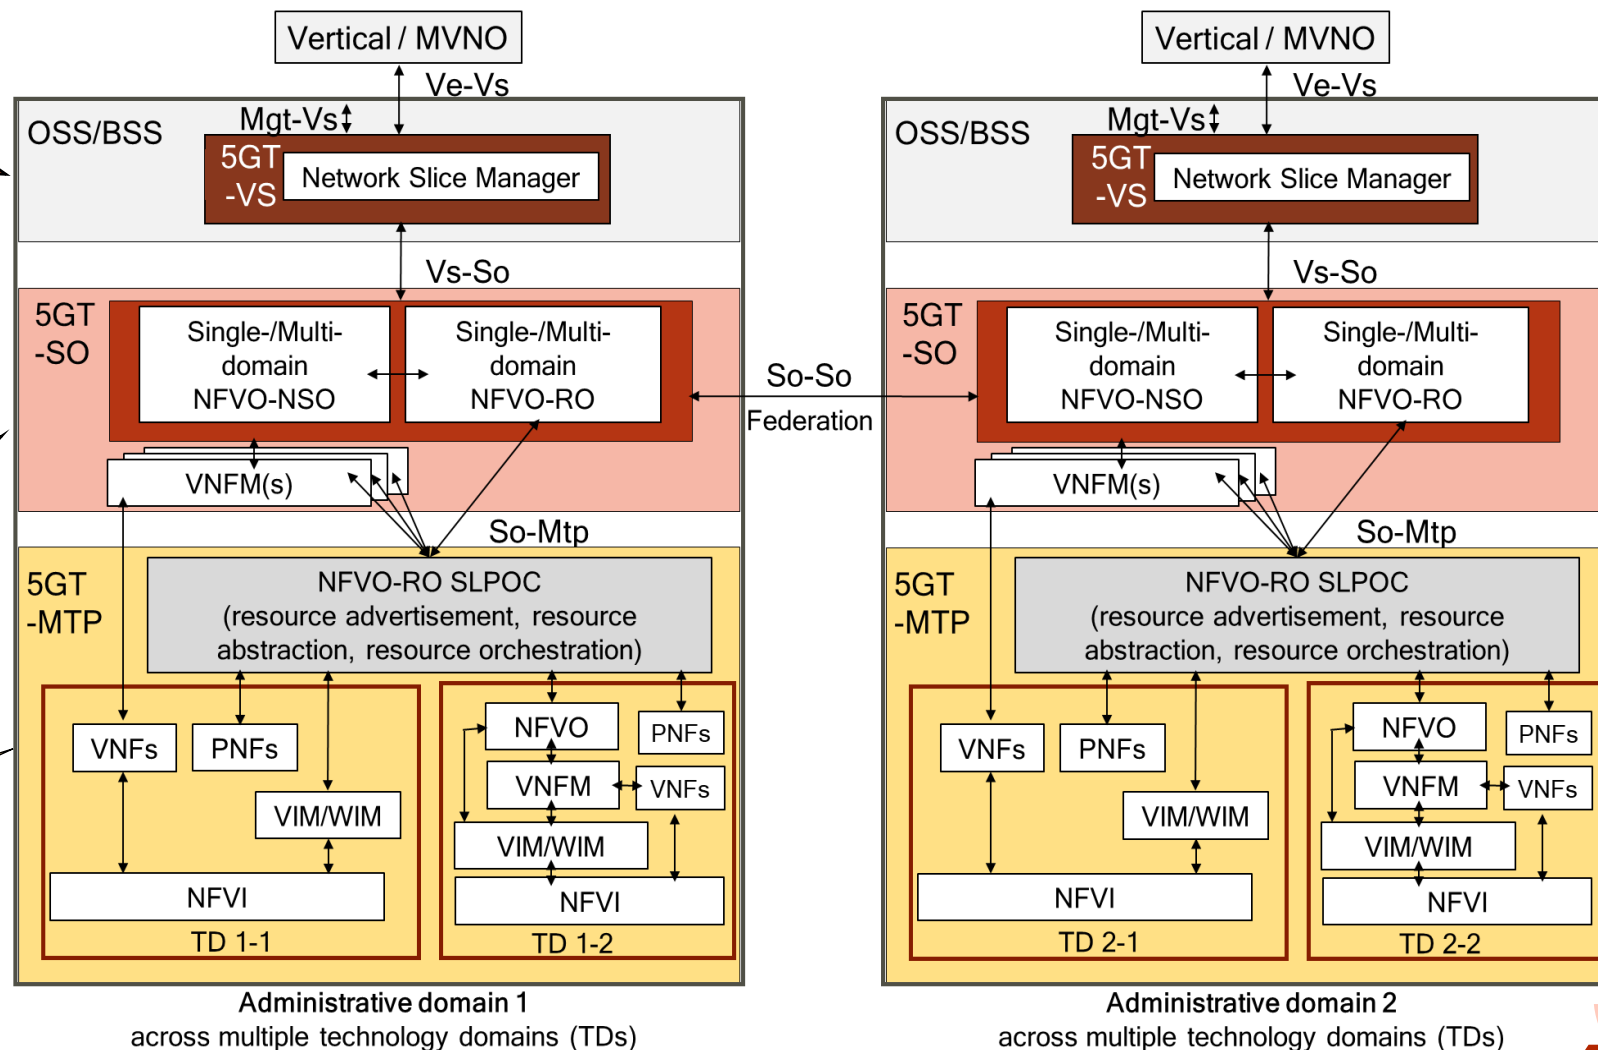 Vertical / MVNO
Ve-Vs
OSS/BSS
Mgt-Vs
5GT
-VS
Network Slice Manager
Vs-So
5GT
-SO
Single-/Multi-
domain
NFVO-NSO
Single-/Multi-
domain
NFVO-RO
VNFM(s)
So-Mtp
5GT
-MTP
NFVO-RO SLPOC
(resource advertisement, resource
abstraction, resource orchestration)
VNFs
PNFs
VIM/WIM
NFVI
TD 1-1
NFVO
PNFs
VNFM
VNFs
VIM/WIM
NFVI
TD 1-2
Administrative domain 1
across multiple technology domains (TDs)
So-So
Federation
Vertical / MVNO
Ve-Vs
OSS/BSS
Mgt-Vs
5GT
-VS
Network Slice Manager
Vs-So
5GT
-SO
Single-/Multi-
domain
NFVO-NSO
Single-/Multi-
domain
NFVO-RO
VNFM(s)
So-Mtp
5GT
-MTP
NFVO-RO SLPOC
(resource advertisement, resource
abstraction, resource orchestration)
VNFs
PNFs
VIM/WIM
NFVI
TD 2-1
NFVO
PNFs
VNFM
VNFs
VIM/WIM
NFVI
TD 2-2
Administrative domain 2
across multiple technology domains (TDs)